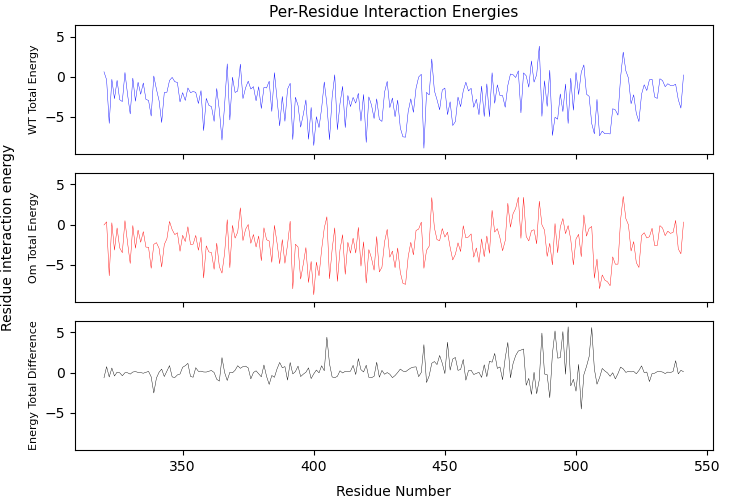 Per-Residue Interaction Energies
Residue interaction energy
WT Total Energy
5
0
−5
Om Total Energy
5
0
−5
Energy Total Difference
5
0
−5
350
400
450
500
550
Residue Number